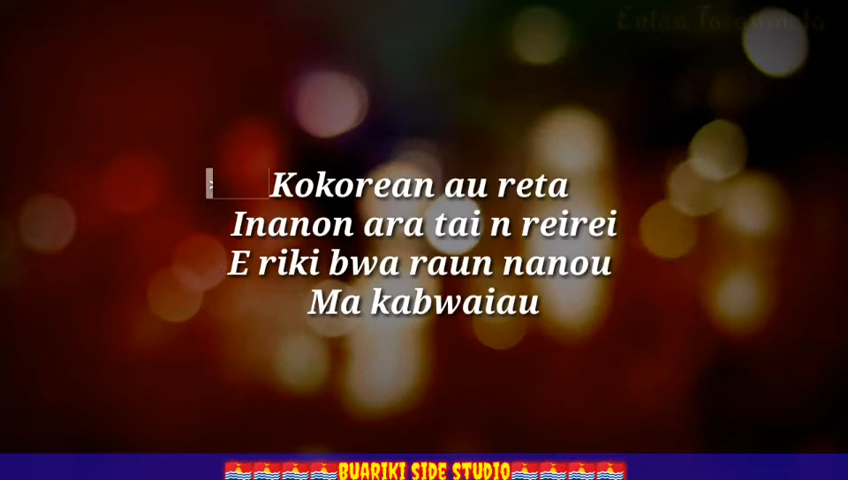 Kokorean au reta
Inanon ara tai n reirei
E riki bwa raun nanou
Ma kabwaiau
BUARIKI SIDE STUDIO